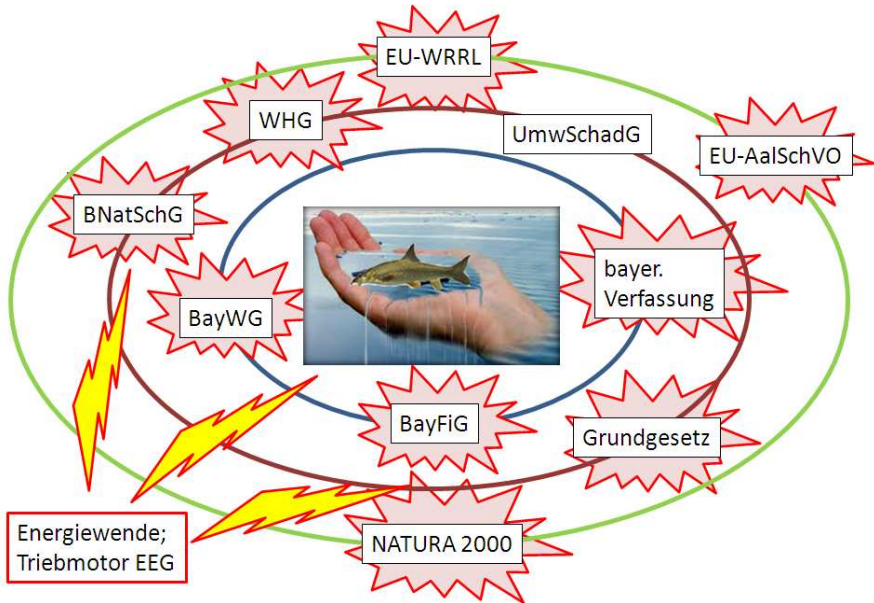 EU-WRRL
WHG
UmwSchadG
EU-AalSchVO
BNatSchG
bayer.
Verfassung
BayWG
BayFiG
Grundgesetz
Energiewende;
Triebmotor EEG
NATURA 2000